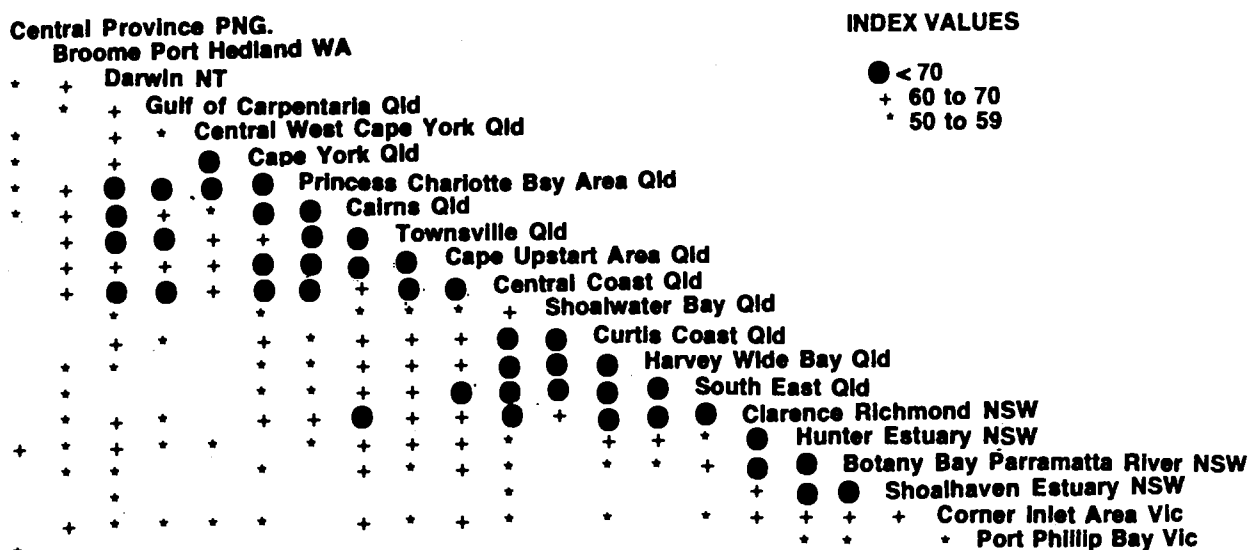 Central Province PNG.
INDEX VALUES
Broome Port Hedland WA
Darwin NT
< 70
Gulf of Carpentaria Qld
+ 60 to 70
Central West Cape York Qld
* 50 to 59
Cape York Qld
Princess Chariotte Bay Area Qld
Cairns Qld
Townsville Qld
Cape Upstart Area Qld
Central Coast Qld
Shoalwater Bay Qld
Curtis Coast Qld
Harvey Wide Bay Qld
South East Qld
Clarence Richmond NSW
Hunter Estuary NSW
Botany Bay Parramatta River NSW
Shoalhaven Estuary NSW
Corner Inlet Area Vic
Port Phillip Bay Vic